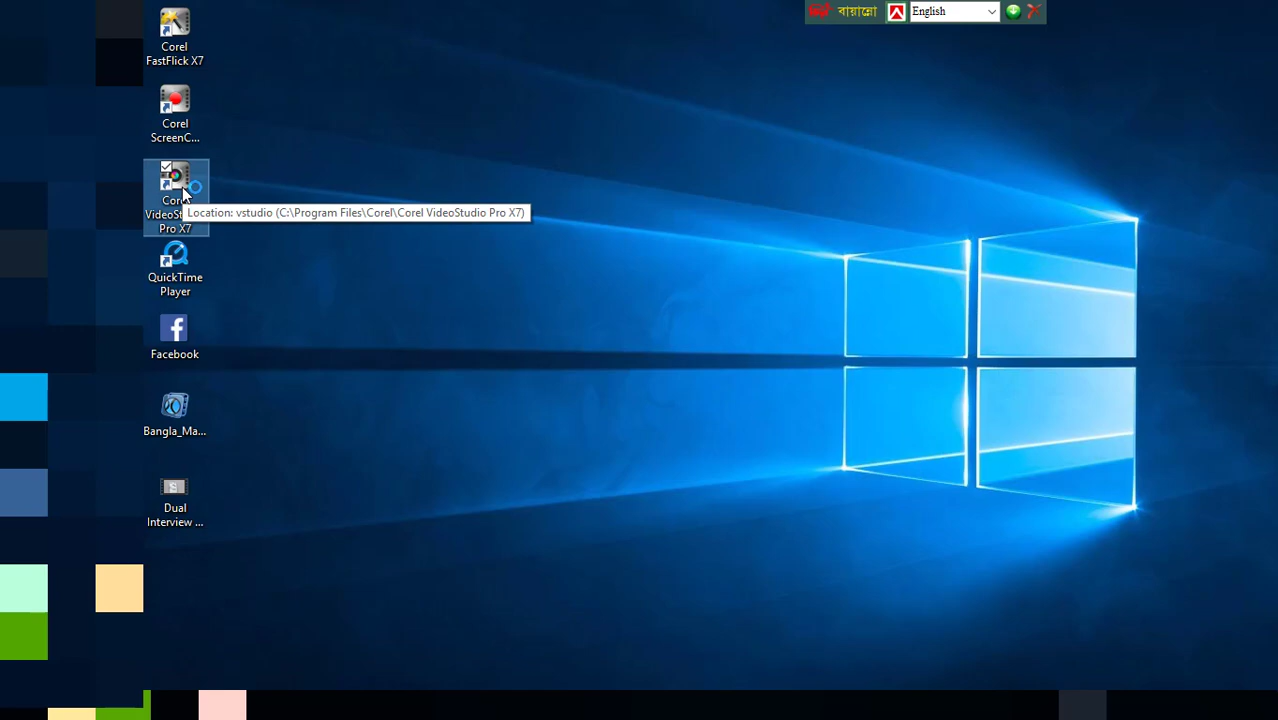 বায়ান্নো
English
Corel
FastFlick X7
Corel
ScreenC...
Location: vstudio (C:\Program Files\Corel\Corel VideoStudio Pro X7)
Pro X7
QuickTime
Player
Facebook
Bangla_Ma...
S
Dual
Interview ...